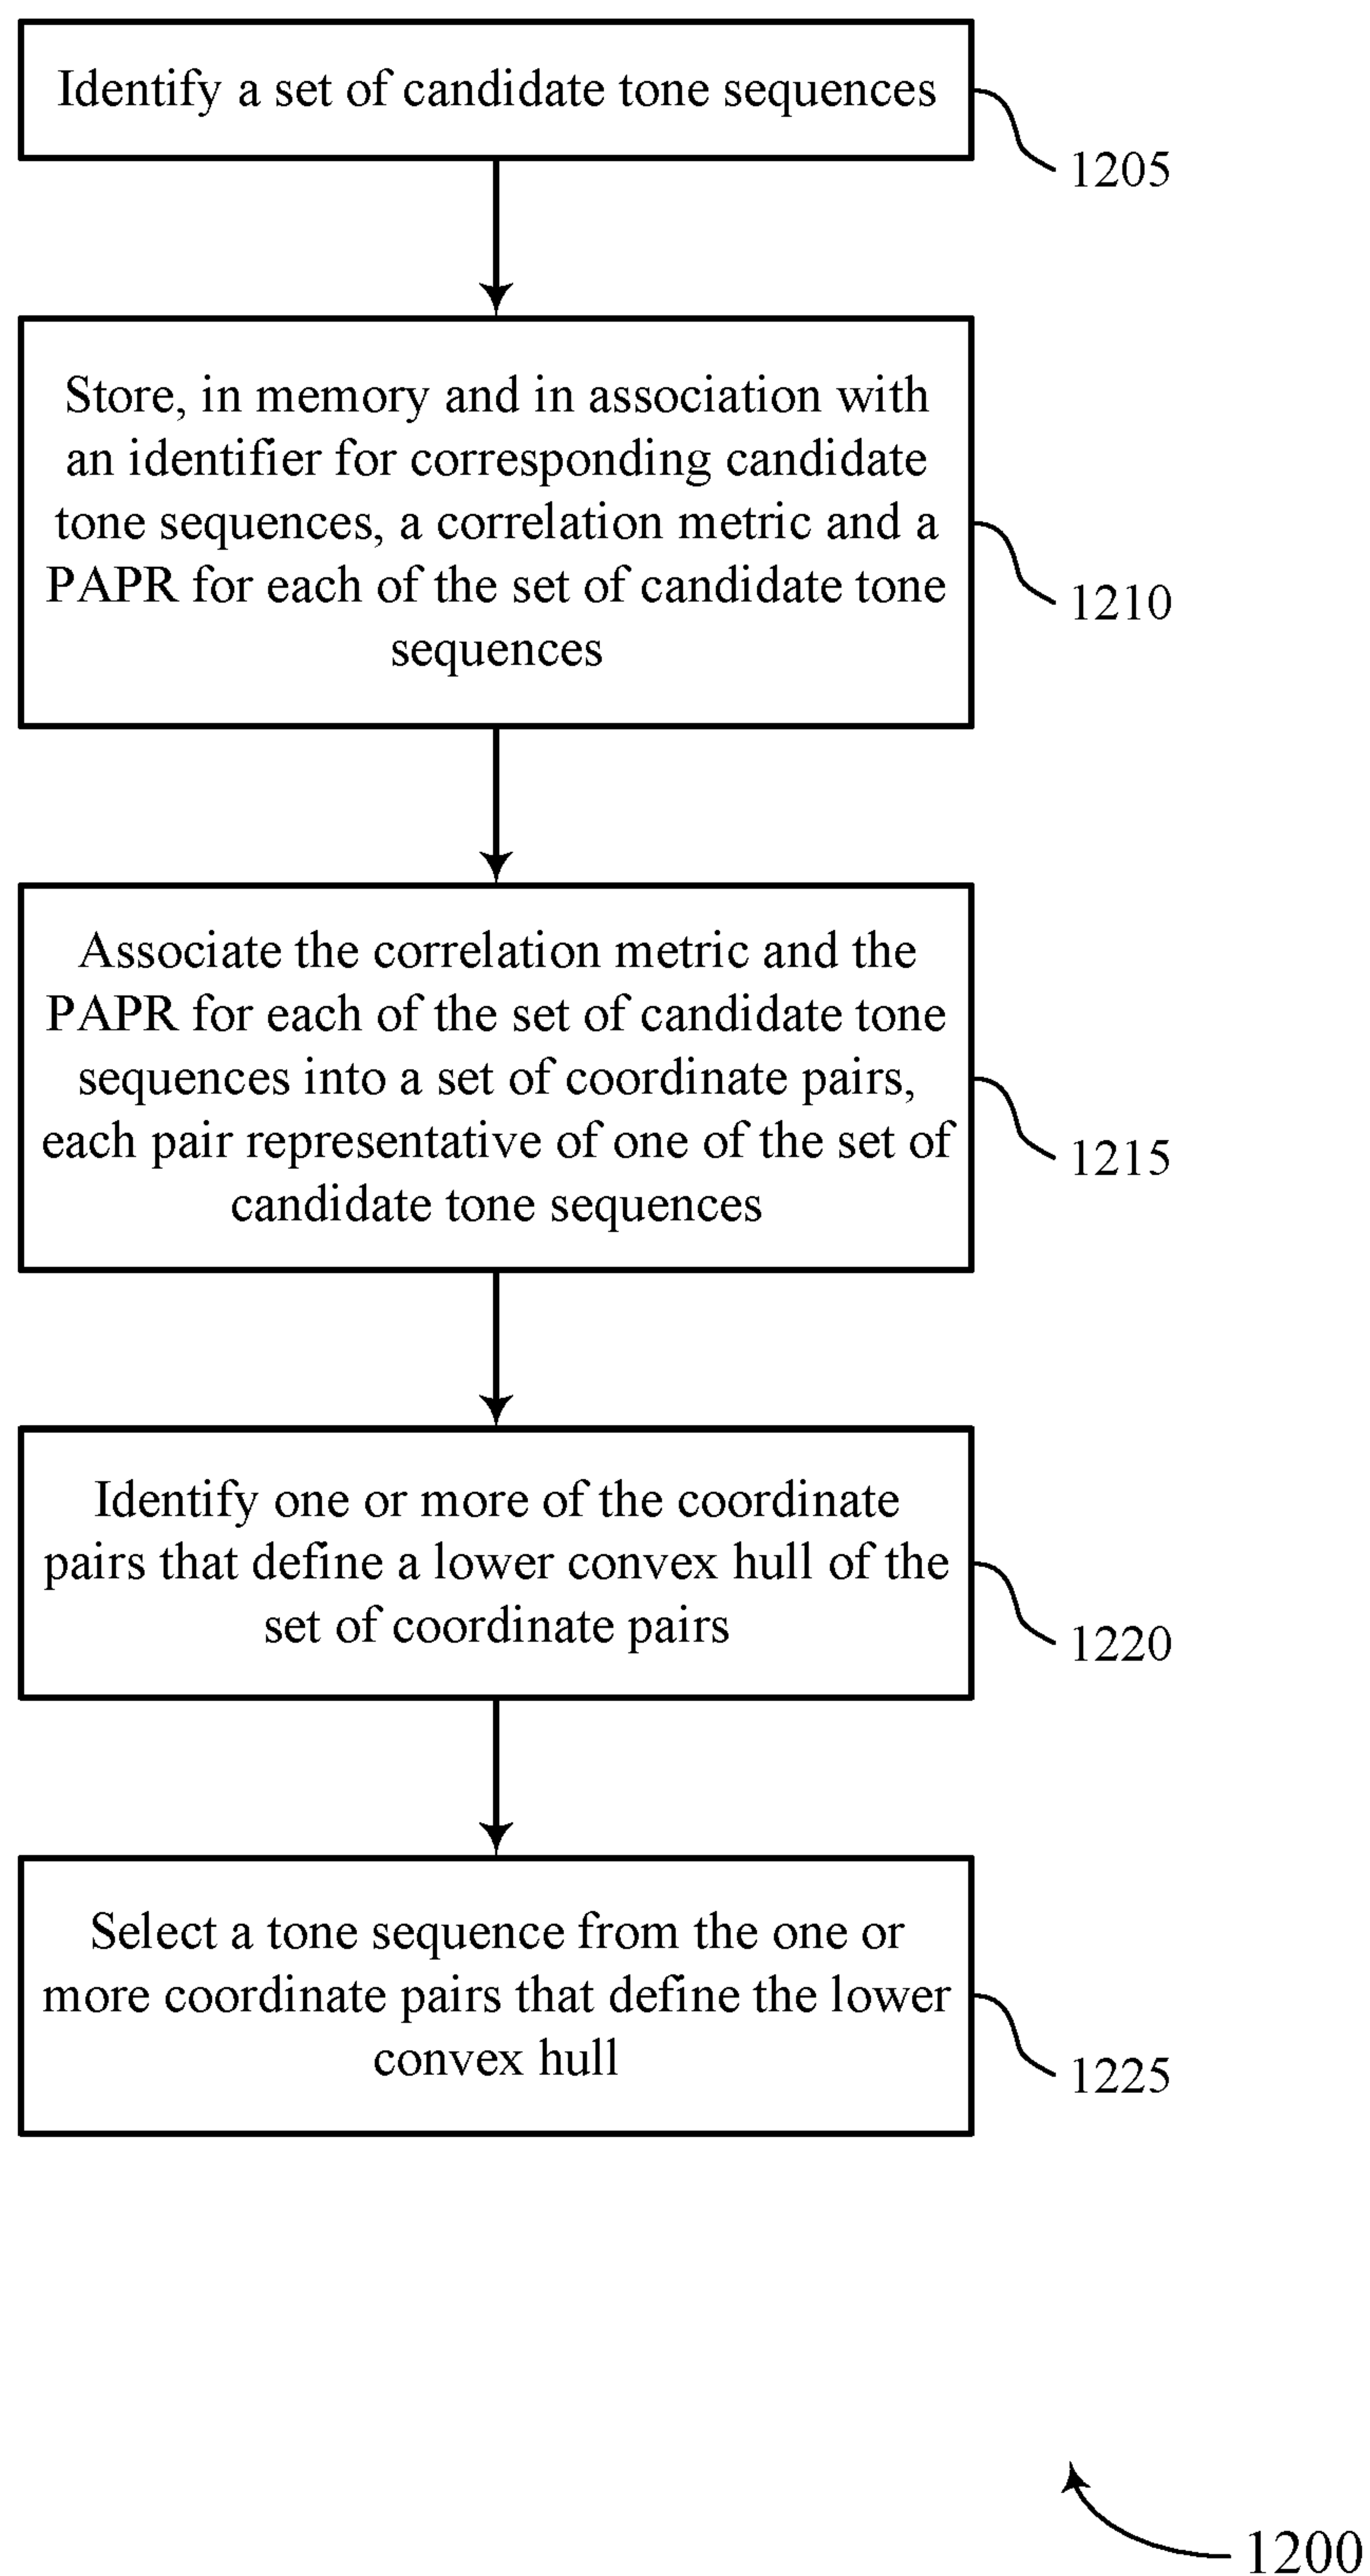 Identify a set of candidate tone sequences
1205
Store, in memory and in association with
an identifier for corresponding candidate
tone sequences, a correlation metric and a
PAPR for each of the set of candidate tone
sequences
1210
Associate the correlation metric and the
PAPR for each of the set of candidate tone
sequences into a set of coordinate pairs,
each pair representative of one of the set of
candidate tone sequences
1215
Identify one or more of the coordinate
pairs that define a lower convex hull of the
set of coordinate pairs
1220
Select a tone sequence from the one or
more coordinate pairs that define the lower
convex hull
1225
1200